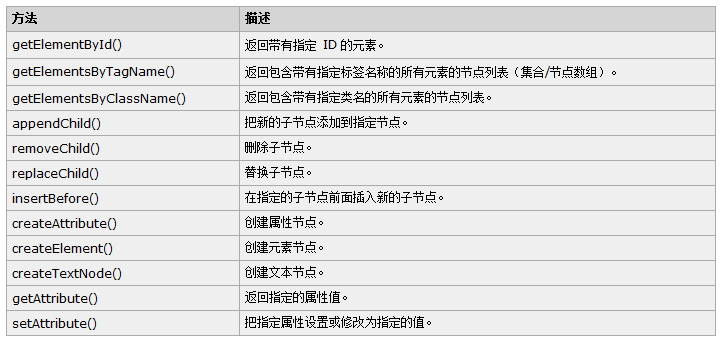 方法 描述
getElementById() 返回带有指定 ID 的元素。
getElementsByTagName() 返回包含带有指定标签名称的所有元素的节点列表（集合/节点数组）。
getElementsByClassName() 返回包含带有指定类名的所有元素的节点列表。
appendChild() 把新的子节点添加到指定节点。
removeChild() 删除子节点。
replaceChild() 替换子节点。
insertBefore() 在指定的子节点前面插入新的子节点。
createAttribute() 创建属性节点。
createElement() 创建元素节点。
createTextNode() 创建文本节点。
getAttribute() 返回指定的属性值。
setAttribute() 把指定属性设置或修改为指定的值。